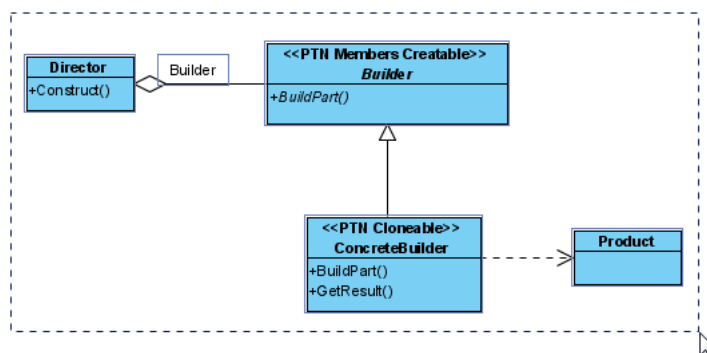 Director
+Construct()
Builder
<<PTN Members Creatable>>
Builder
+BuildPart()
<<PTN Cloneable>>
ConcreteBuilder
+BuildPart()
+GetResult()
Product